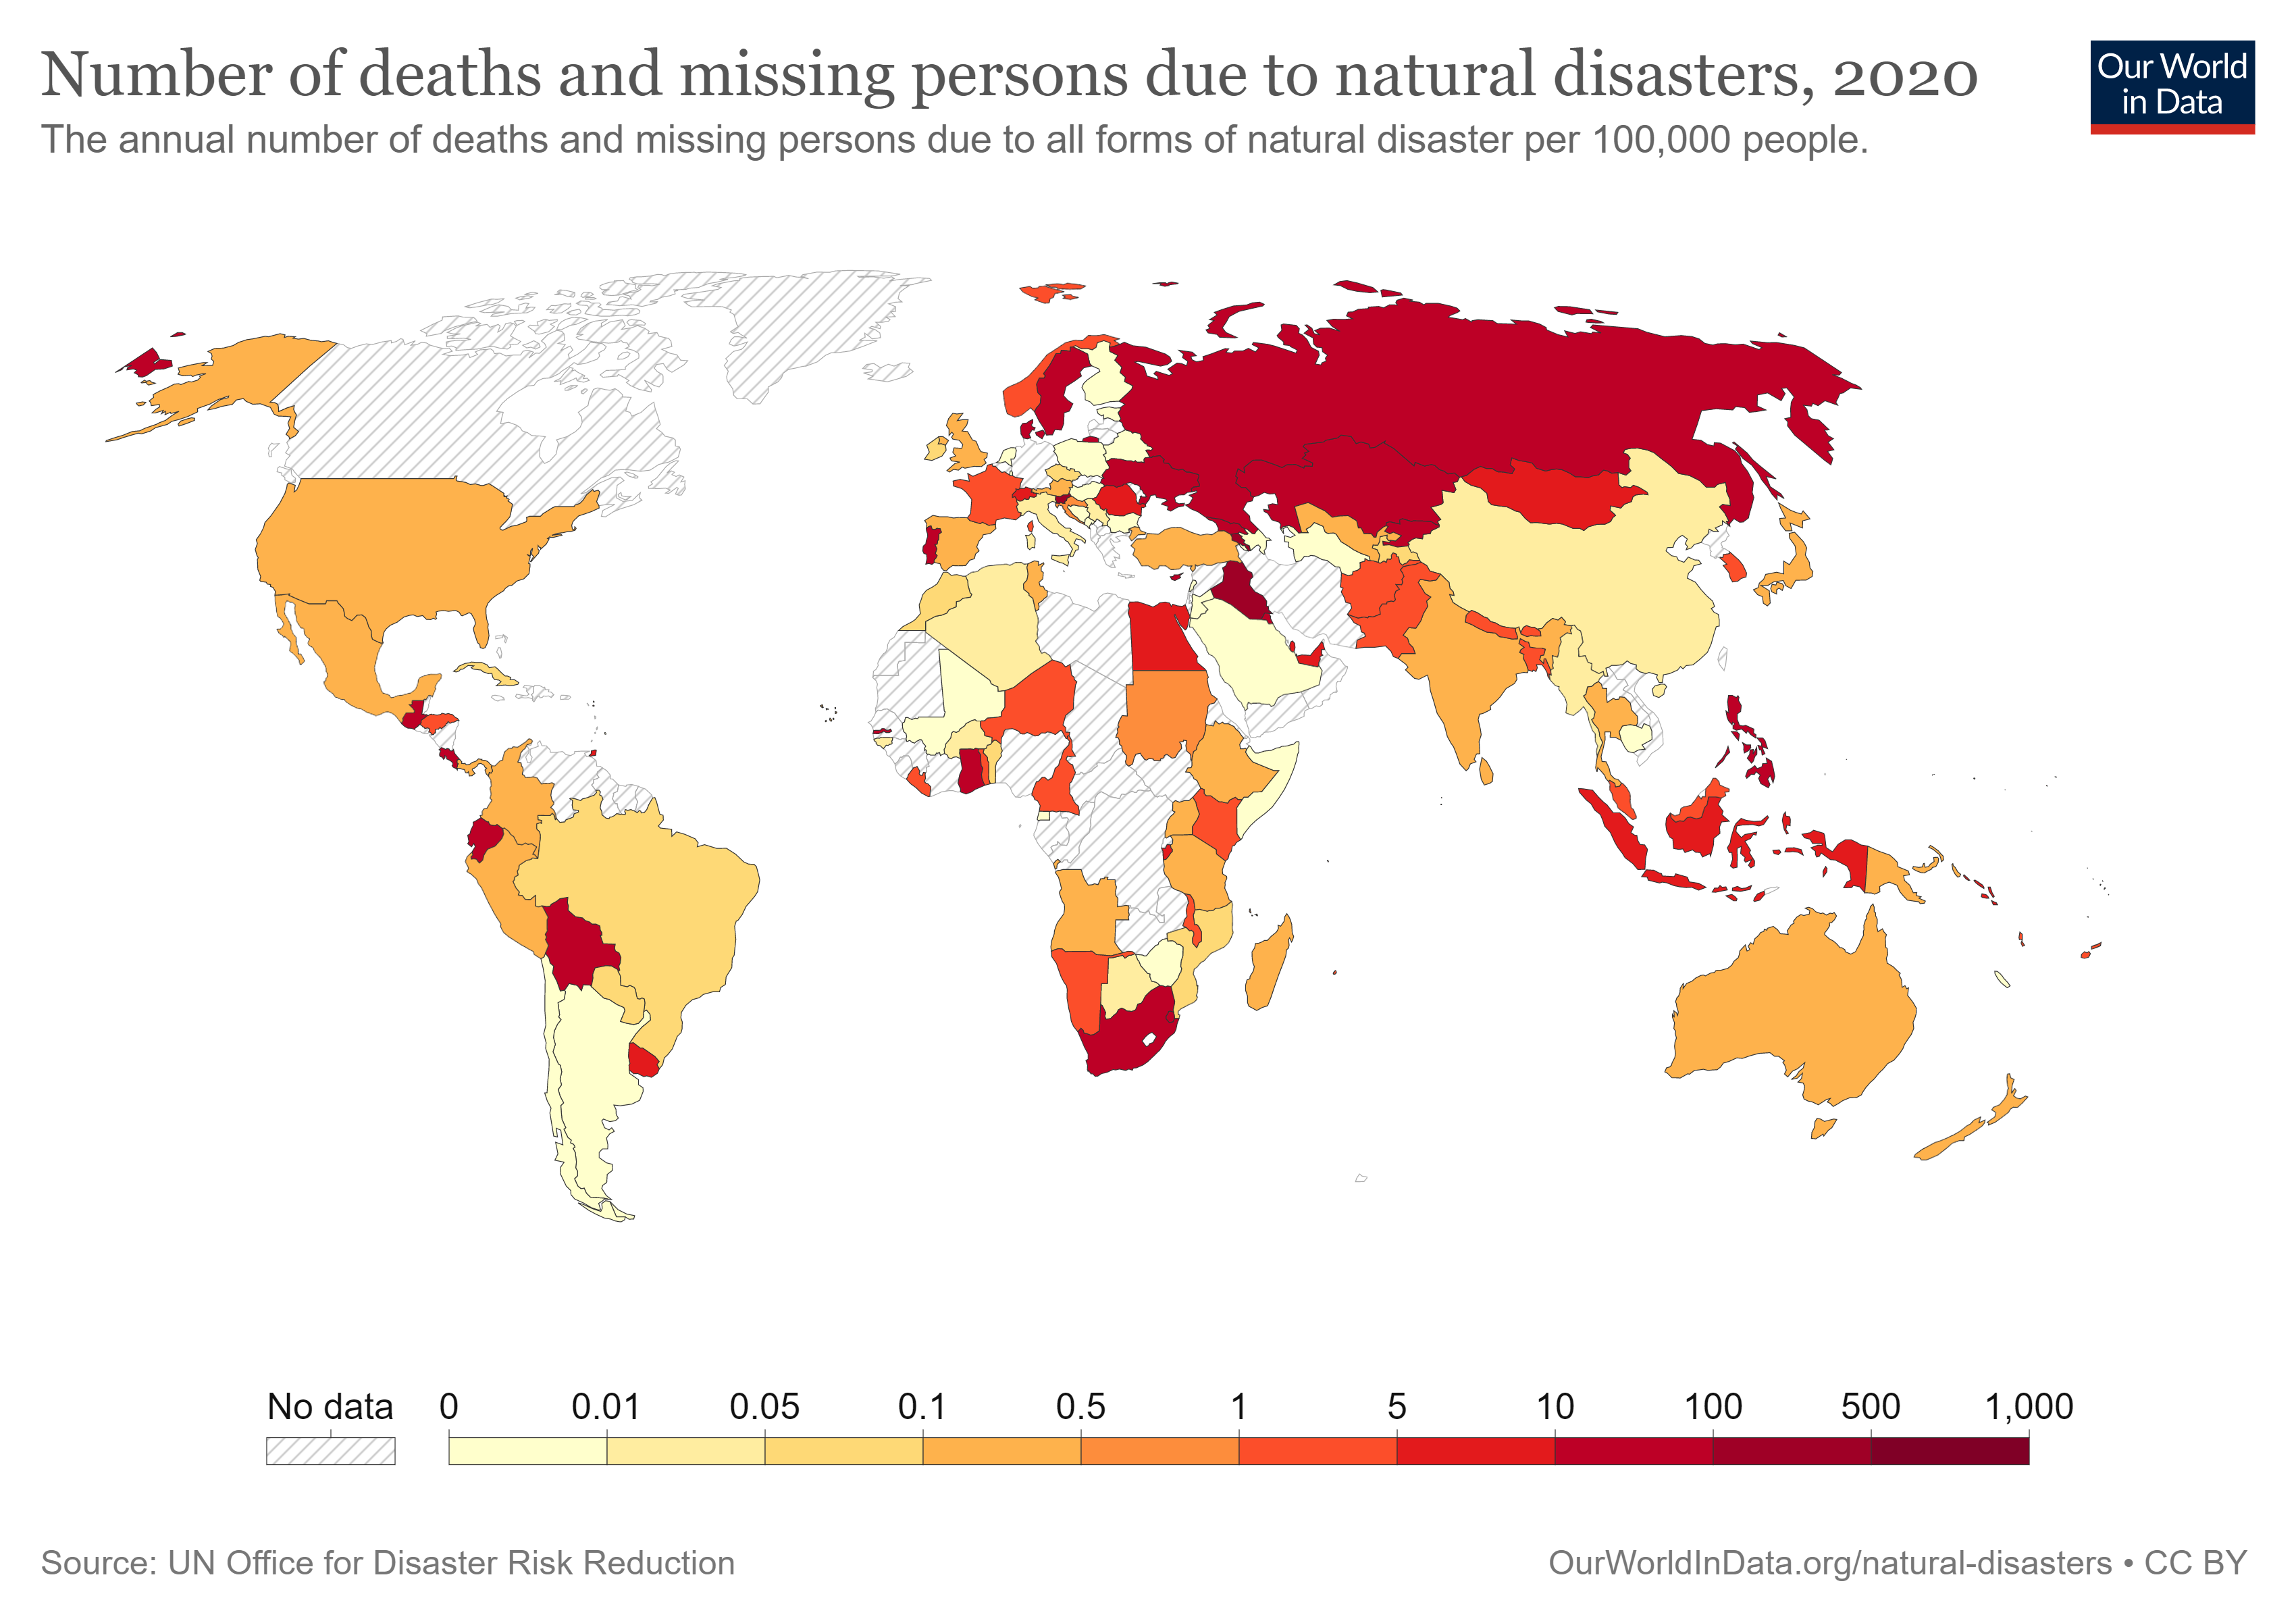 Number of deaths and missing persons due to natural disasters, 2020
The annual number of deaths and missing persons due to all forms of natural disaster per 100,000 people.
Our World
in Data
No data 0 0.01 0.05 0.1 0.5 1 5 10 100 500 1,000
Source: UN Office for Disaster Risk Reduction
OurWorldInData.org/natural-disasters • CC BY